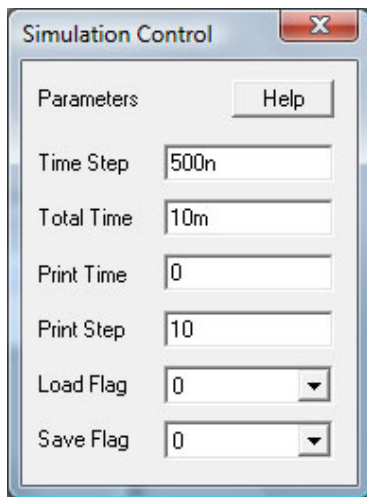 Simulation Control
Parameters Help
Time Step 500n
Total Time 10m
Print Time 0
Print Step 10
Load Flag 0
Save Flag 0